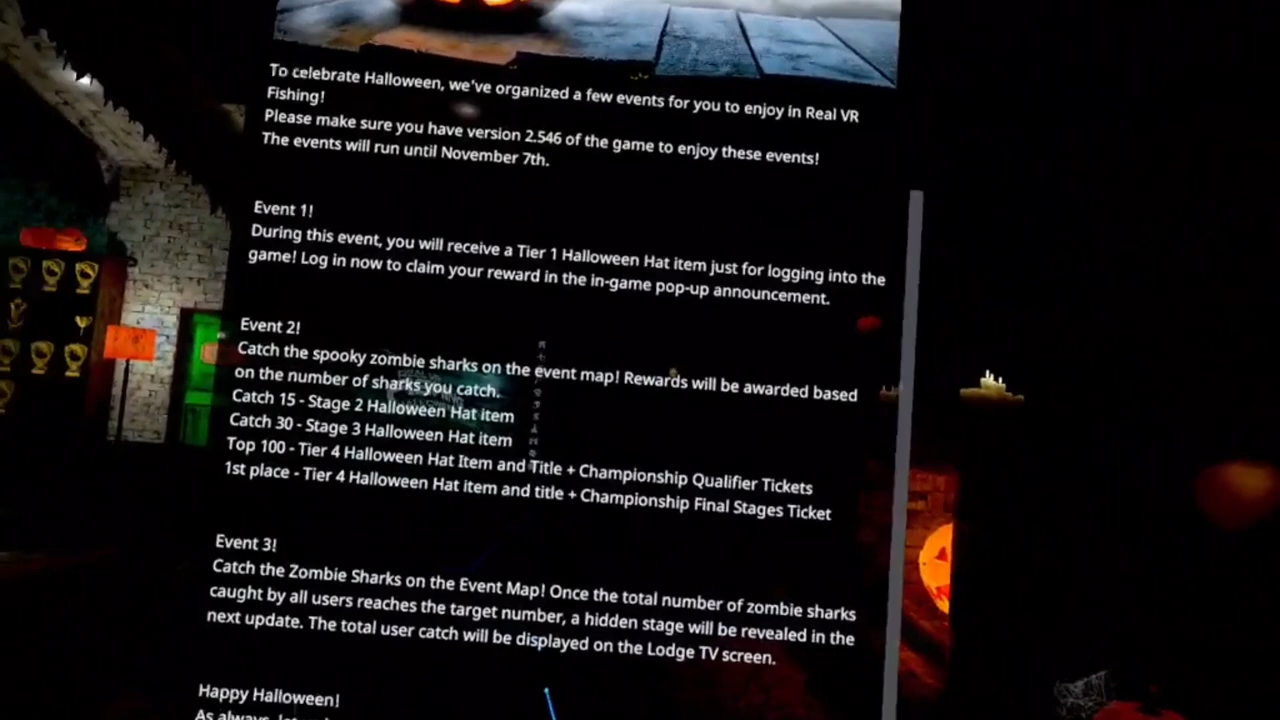 To celebrate Halloween, we've organized a few events for you to enjoy in Real VR
Fishing!
Please make sure you have version 2.546 of the game to enjoy these events!
The events will run until November 7th.
Event 1!
During this event, you will receive a Tier 1 Halloween Hat item just for logging into the
game! Log in now to claim your reward in the in-game pop-up announcement.
Event 2!
Catch the spooky zombie sharks on the event map! Rewards will be awarded based
on the number of sharks you catch.
Catch 15 - Stage 2 Halloween Hat item
Catch 30 - Stage 3 Halloween Hat item
Top 100 - Tier 4 Halloween Hat Item and Title + Championship Qualifier Tickets
1st place - Tier 4 Halloween Hat item and title + Championship Final Stages Ticket
Event 3!
Catch the Zombie Sharks on the Event Map! Once the total number of zombie sharks
caught by all users reaches the target number, a hidden stage will be revealed in the
next update. The total user catch will be displayed on the Lodge TV screen.
Happy Halloween!
As always,